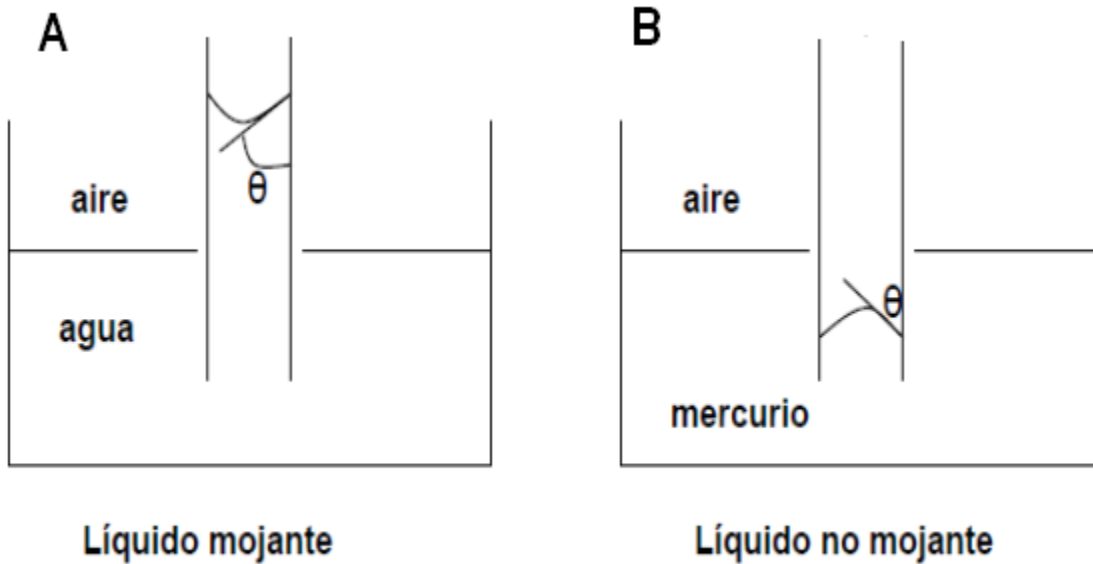 A
aire
θ
agua
Líquido mojante
B
aire
θ
mercurio
Líquido no mojante